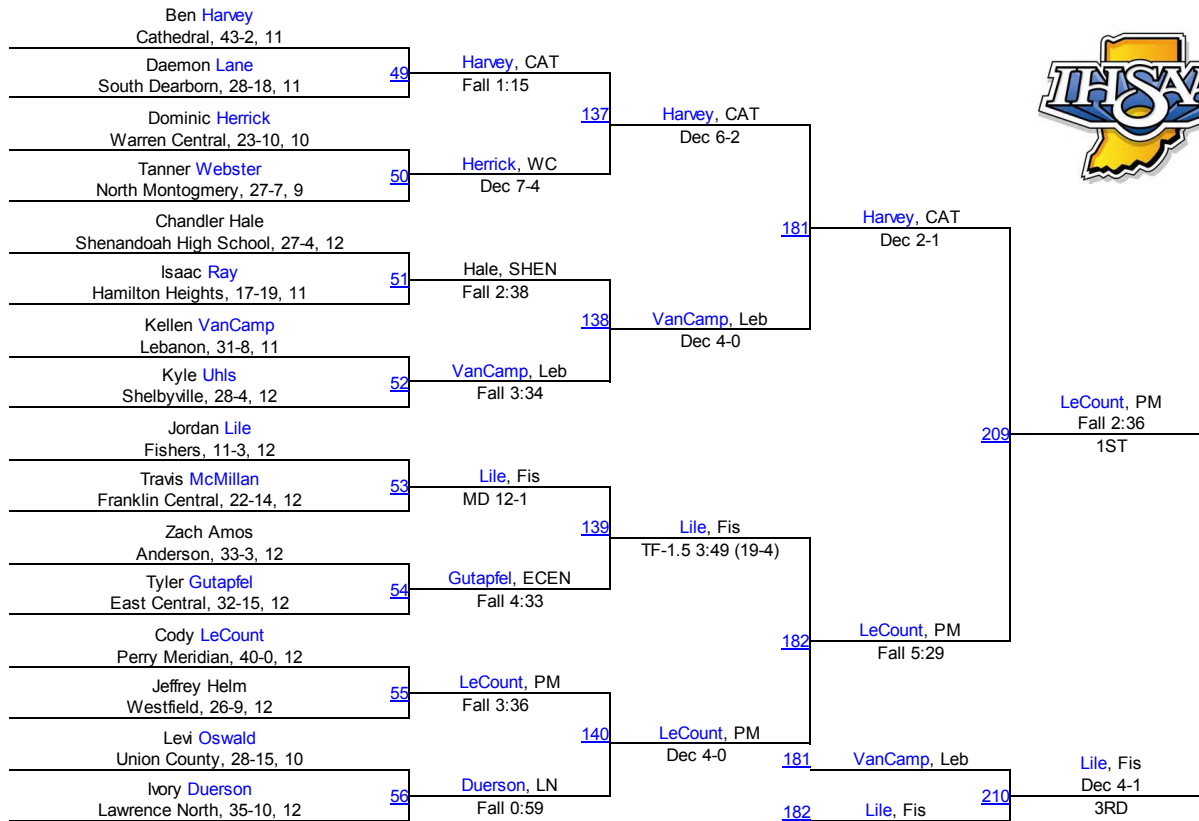 Ben Harvey
Cathedral, 43-2, 11
Daemon Lane
South Dearborn, 28-18, 11
49
Harvey, CAT
Fall 1:15
Dominic Herrick
Warren Central, 23-10, 10
Tanner Webster
North Montogmery, 27-7, 9
50
Herrick, WC
Dec 7-4
137
Harvey, CAT
Dec 6-2
Chandler Hale
Shenandoah High School, 27-4, 12
Isaac Ray
Hamilton Heights, 17-19, 11
51
Hale, SHEN
Fall 2:38
Kellen VanCamp
Lebanon, 31-8, 11
Kyle Uhls
Shelbyville, 28-4, 12
52
VanCamp, Leb
Fall 3:34
138
VanCamp, Leb
Dec 4-0
181
Harvey, CAT
Dec 2-1
Jordan Lile
Fishers, 11-3, 12
Travis McMillan
Franklin Central, 22-14, 12
53
Lile, Fis
MD 12-1
Zach Amos
Anderson, 33-3, 12
Tyler Gutapfel
East Central, 32-15, 12
54
Gutapfel, ECEN
Fall 4:33
139
Lile, Fis
TF-1.5 3:49 (19-4)
Cody LeCount
Perry Meridian, 40-0, 12
Jeffrey Helm
Westfield, 26-9, 12
55
LeCount, PM
Fall 3:36
Levi Oswald
Union County, 28-15, 10
Ivory Duerson
Lawrence North, 35-10, 12
56
Duerson, LN
Fall 0:59
140
LeCount, PM
Dec 4-0
182
LeCount, PM
Fall 5:29
209
LeCount, PM
Fall 2:36
1ST
181
VanCamp, Leb
182
Lile, Fis
210
Lile, Fis
Dec 4-1
3RD
IHSAA